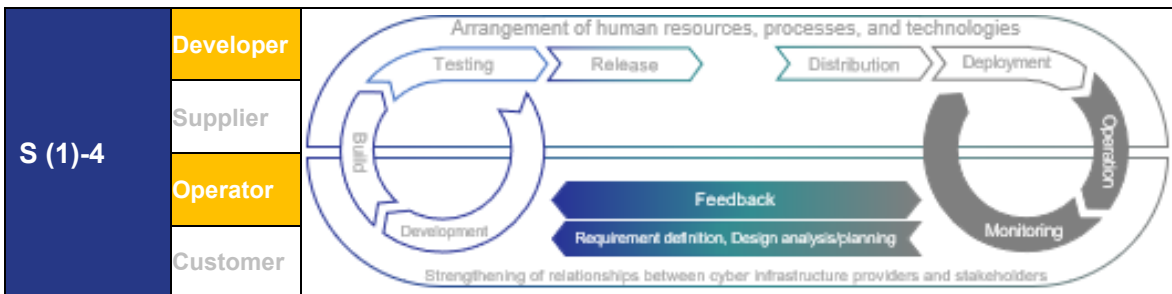 S (1)-4
Developer
Supplier
Operator
Customer
Arrangement of human resources, processes, and technologies
Testing
Release
Distribution
Deployment
Build
Operation
Feedback
Requirement definition, Design analysis/planning
Development
Monitoring
Strengthening of relationships between cyber infrastructure providers and stakeholders